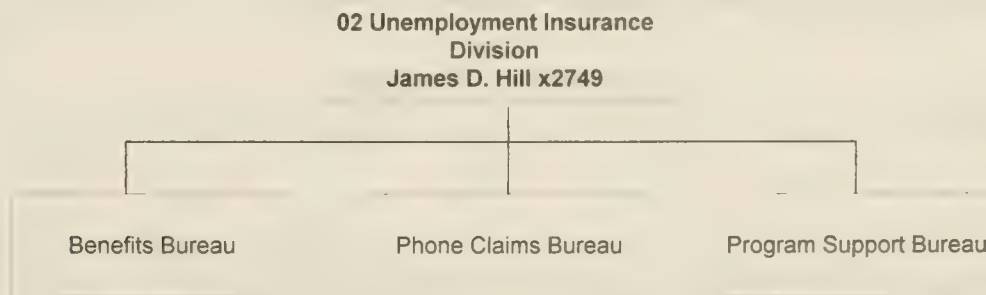 02 Unemployment Insurance
Division
James D. Hill x2749
Benefits Bureau
Phone Claims Bureau
Program Support Bureau